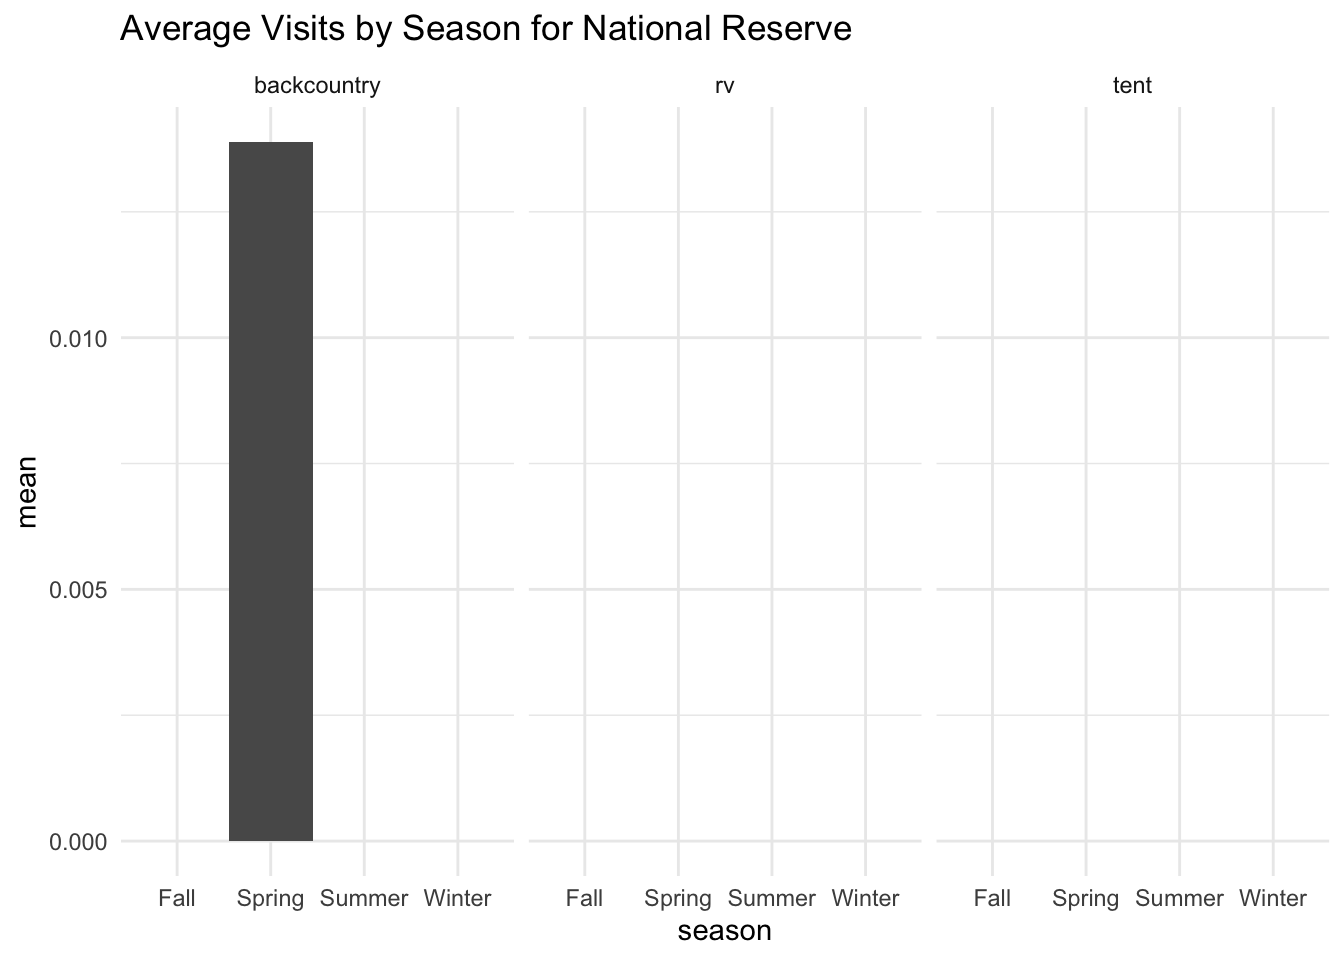 Average Visits by Season for National Reserve
backcountry rv tent
0.010
mean
0.005
0.000
Fall Spring Summer Winter Fall Spring Summer Winter Fall Spring Summer Winter
season